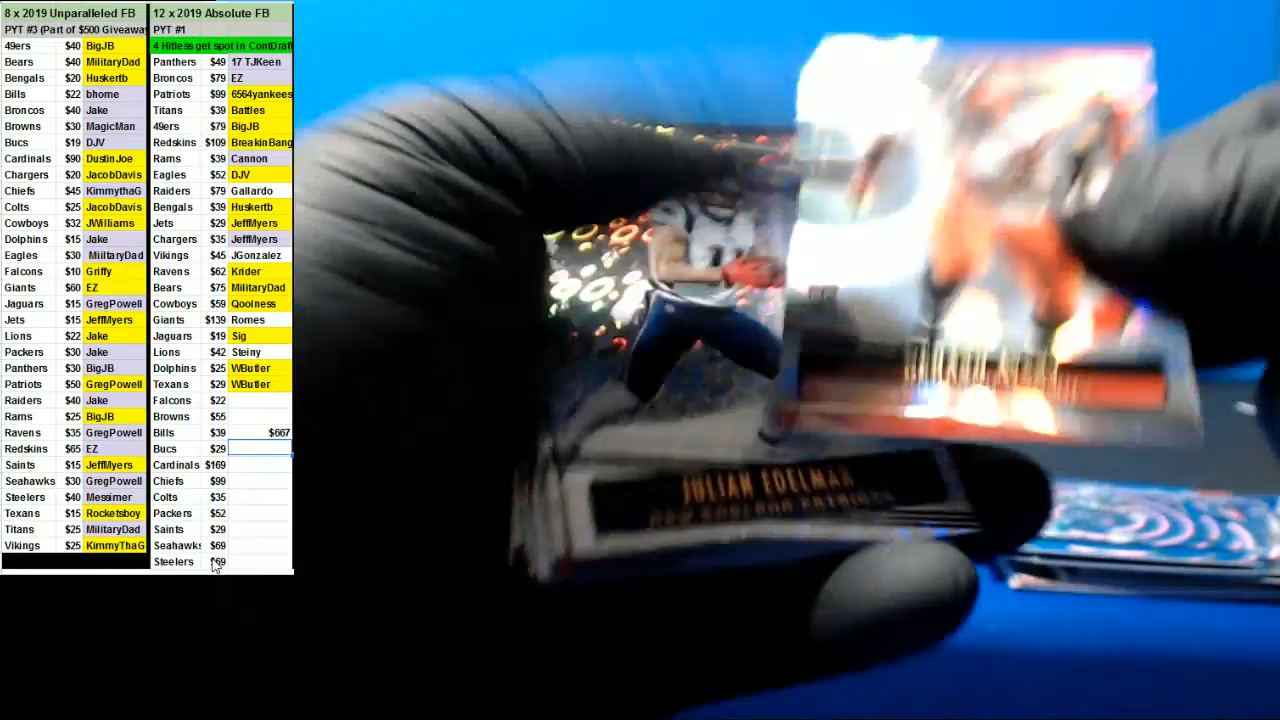 8 x 2019 Unparalleled FB
PYT #3 (Part of $500 Giveaway
49ers $40 BigJB
Bears $40 MilitaryDad
Bengals $20 Huskertb
Bills $22 bhome
Broncos $40 Jake
Browns $30 MagicMan
Bucs $19 DJV
Cardinals $90 DustinJoe
Chargers $20 JacobDavis
Chiefs $45 KimmythaG
Colts $25 JacobDavis
Cowboys $32 JWilliams
Dolphins $15 Jake
Eagles $30 MiiltaryDad
Falcons $10 Griffy
Giants $60 EZ
Jaguars $15 GregPowell
Jets $15 JeffMyers
Lions $22 Jake
Packers $30 Jake
Panthers $30 BigJB
Patriots $50 GregPowell
Raiders $40 Jake
Rams $25 BigJB
Ravens $35 GregPowell
Redskins $65 EZ
Saints $15 JeffMyers
Seahawks $30 GregPowell
Steelers $40 Messimer
Texans $15 Rocketsboy
Titans $25 MilitaryDad
Vikings $25 KimmyThaG
12 x 2019 Absolute FB
PYT #1
4 Hitless get spot in ContDraft
Panthers $49 17 TJKeen
Broncos $79 EZ
Patriots $99 6564yankees
Titans $39 Battles
49ers $79 BigJB
Redskins $109 BreakinBang
Rams $39 Cannon
Eagles $52 DJV
Raiders $79 Gallardo
Bengals $39 Huskertb
Jets $29 JeffMyers
Chargers $35 JeffMyers
Vikings $45 JGonzalez
Ravens $62 Krider
Bears $75 MilitaryDad
Cowboys $59 Qoolness
Giants $139 Romes
Jaguars $19 Sig
Lions $42 Steiny
Dolphins $25 WButler
Texans $29 WButler
Falcons $22
Browns $55
Bills $39 $667
Bucs $29
Cardinals $169
Chiefs $99
Colts $35
Packers $52
Saints $29
Seahawks $69
Steelers $69
JULIAN EDELMAN
NEW ENGLAND PATRIOTS